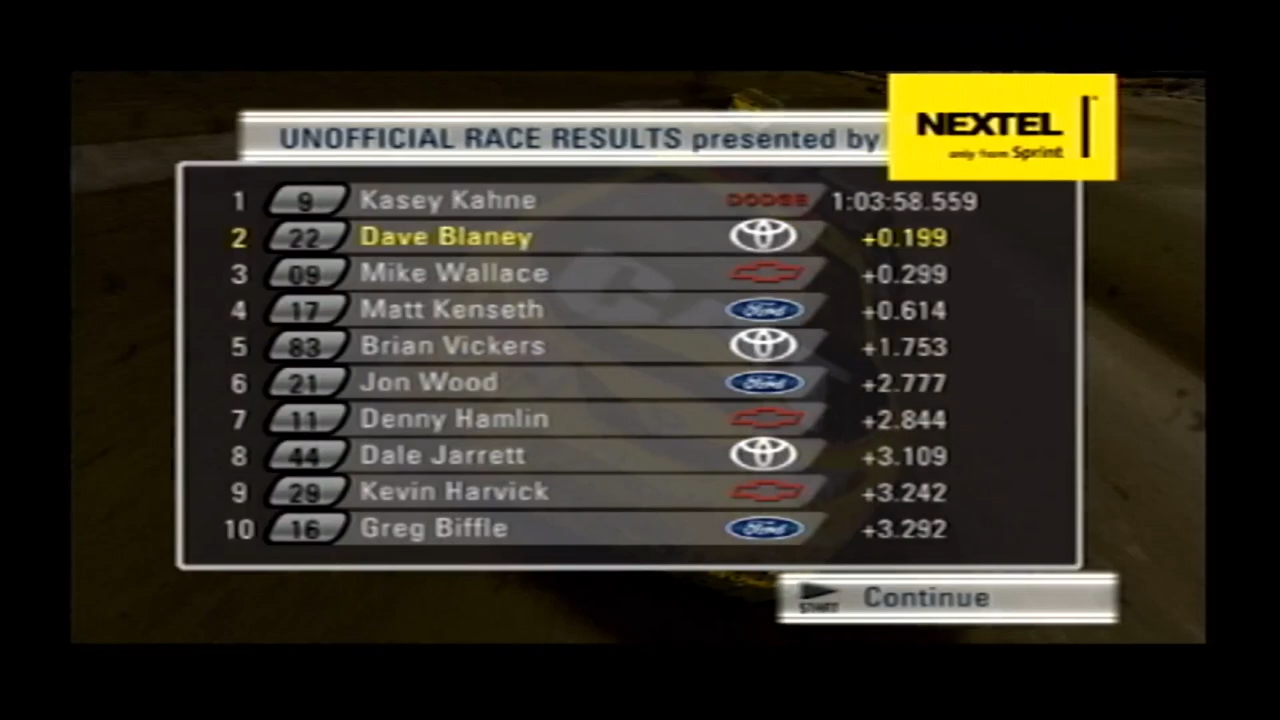 NEXTEL
only from Sprint
UNOFFICIAL RACE RESULTS presented by
1 9 Kasey Kahne DODGE 1:03:58.559
2 22 Dave Blaney +0.199
3 09 Mike Wallace +0.299
4 17 Matt Kenseth Ford +0.614
5 83 Brian Vickers +1.753
6 21 Jon Wood Ford +2.777
7 11 Denny Hamlin +2.844
8 44 Dale Jarrett +3.109
9 29 Kevin Harvick +3.242
10 16 Greg Biffle Ford +3.292
START Continue